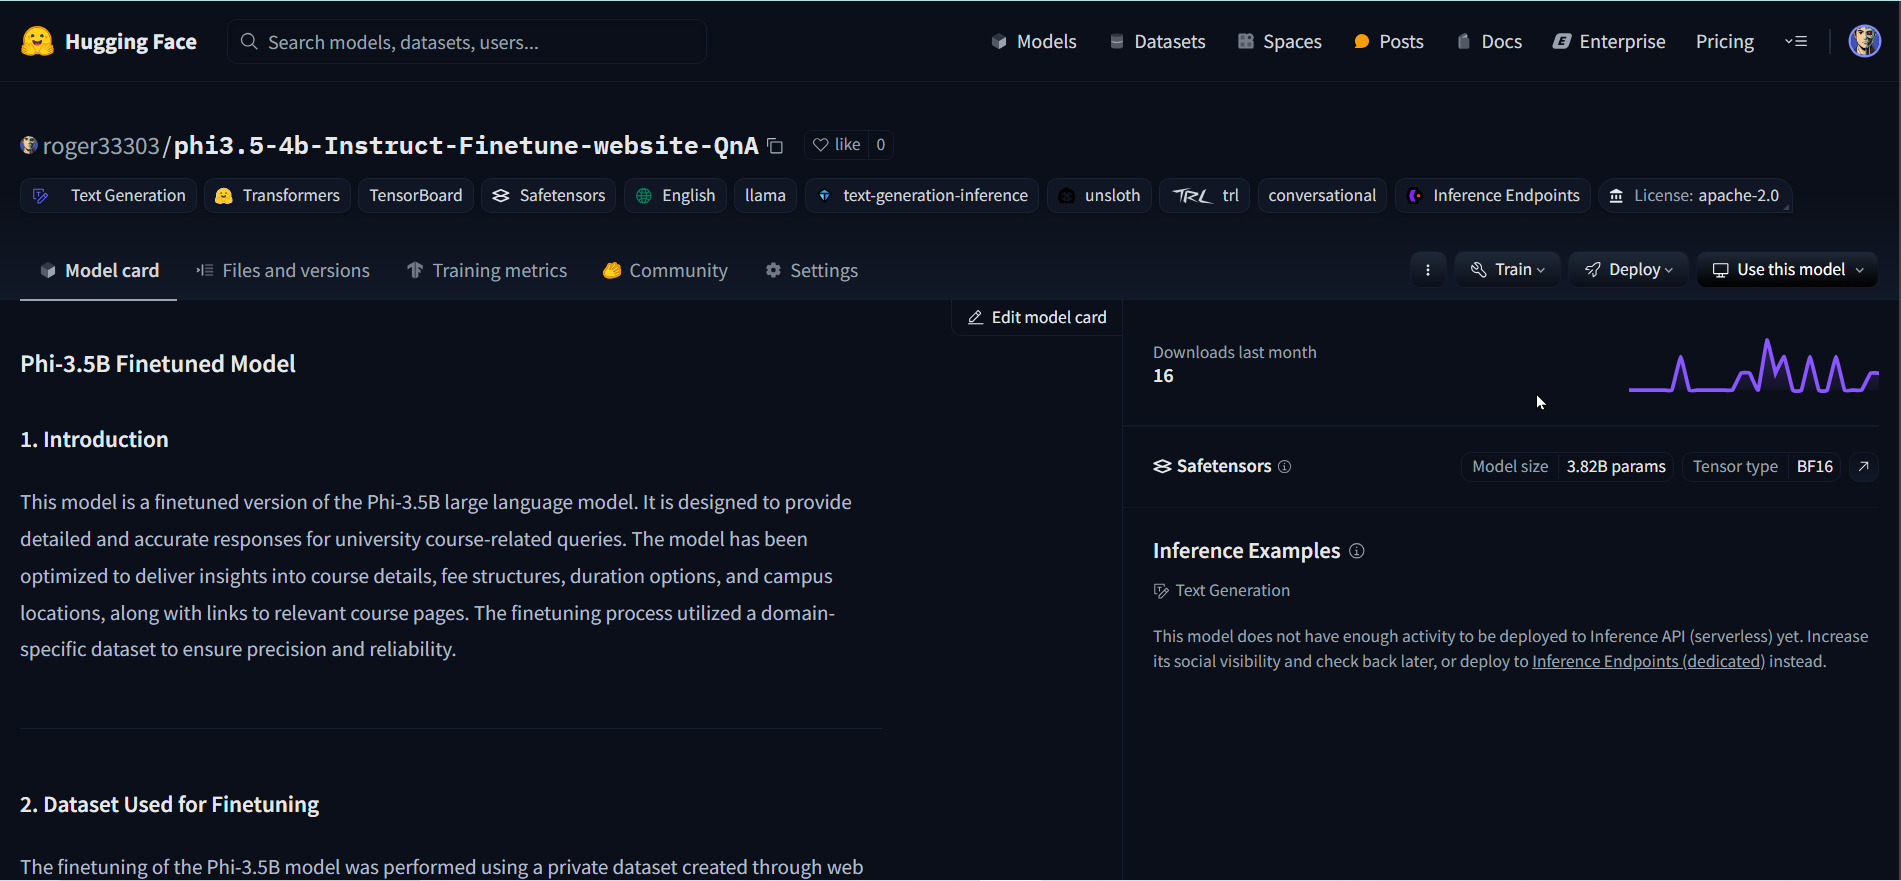 Hugging Face
Search models, datasets, users...
Models
Datasets
Spaces
Posts
Docs
Enterprise
Pricing
roger33303/phi3.5-4b-Instruct-Finetune-website-QnA
like 0
Text Generation
Transformers
TensorBoard
Safetensors
English
llama
text-generation-inference
unsloth
TRL trl
conversational
Inference Endpoints
License: apache-2.0
Model card
Files and versions
Training metrics
Community
Settings
Train
Deploy
Use this model
Edit model card
Phi-3.5B Finetuned Model
1. Introduction
This model is a finetuned version of the Phi-3.5B large language model. It is designed to provide
detailed and accurate responses for university course-related queries. The model has been
optimized to deliver insights into course details, fee structures, duration options, and campus
locations, along with links to relevant course pages. The finetuning process utilized a domain-
specific dataset to ensure precision and reliability.
2. Dataset Used for Finetuning
The finetuning of the Phi-3.5B model was performed using a private dataset created through web
Downloads last month
16
Safetensors
Model size 3.82B params
Tensor type BF16
Inference Examples
Text Generation
This model does not have enough activity to be deployed to Inference API (serverless) yet. Increase
its social visibility and check back later, or deploy to Inference Endpoints (dedicated) instead.